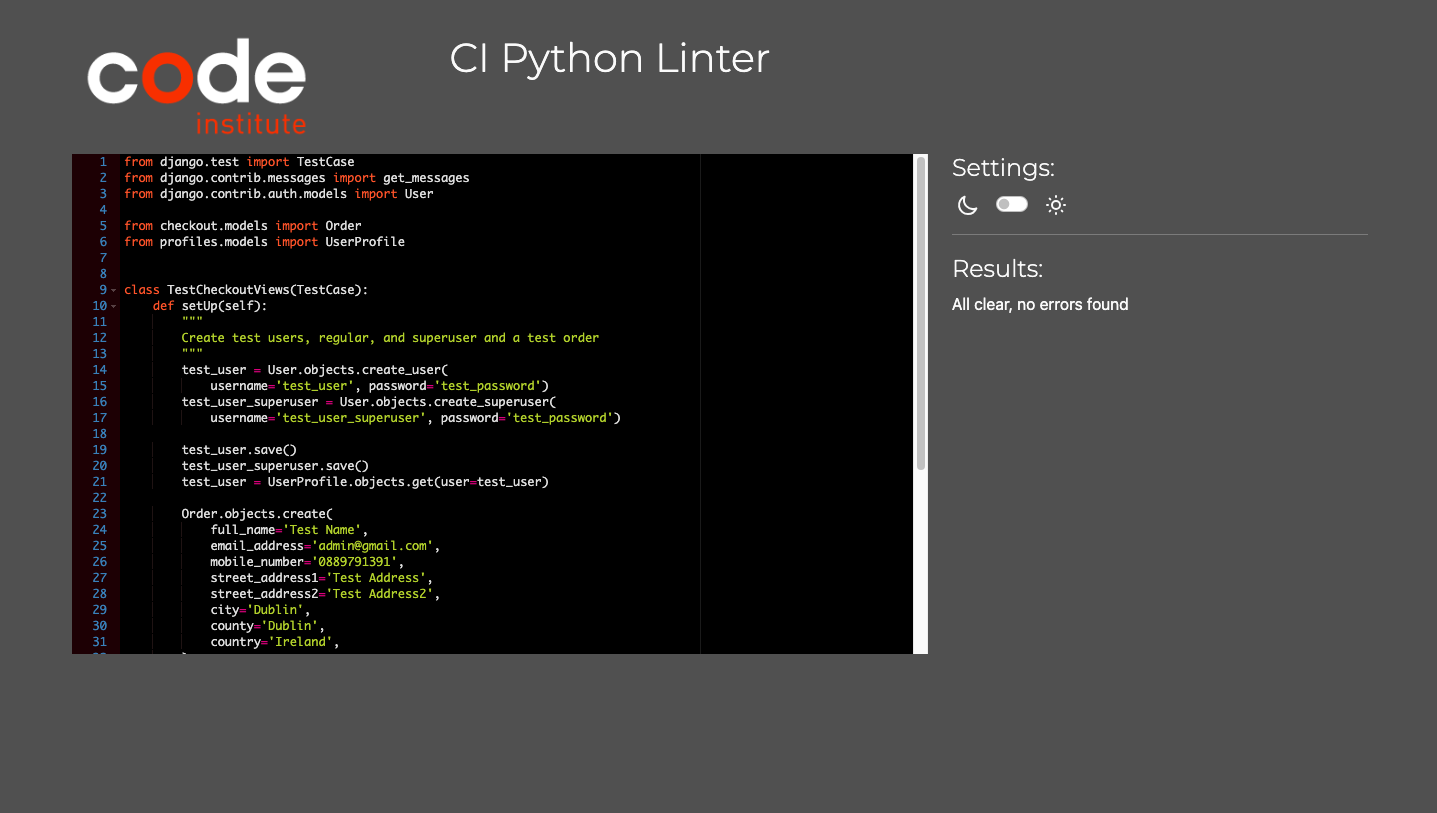 code
institute
CI Python Linter
1 from django.test import TestCase
2 from django.contrib.messages import get_messages
3 from django.contrib.auth.models import User
4
5 from checkout.models import Order
6 from profiles.models import UserProfile
7
8
9 class TestCheckoutViews(TestCase):
10     def setUp(self):
11         """
12         Create test users, regular, and superuser and a test order
13         """
14         test_user = User.objects.create_user(
15             username='test_user', password='test_password')
16         test_user_superuser = User.objects.create_superuser(
17             username='test_user_superuser', password='test_password')
18
19         test_user.save()
20         test_user_superuser.save()
21         test_user = UserProfile.objects.get(user=test_user)
22
23         Order.objects.create(
24             full_name='Test Name',
25             email_address='admin@gmail.com',
26             mobile_number='0889791391',
27             street_address1='Test Address',
28             street_address2='Test Address2',
29             city='Dublin',
30             county='Dublin',
31             country='Ireland',
Settings:
Results:
All clear, no errors found